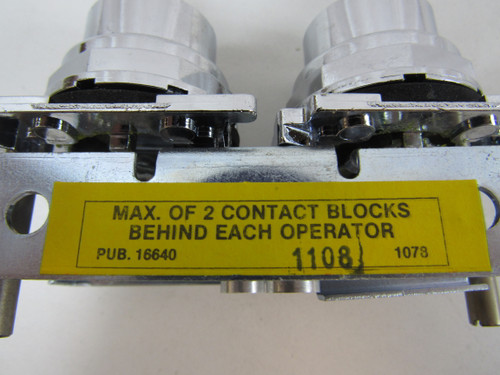 MAX. OF 2 CONTACT BLOCKS
BEHIND EACH OPERATOR
PUB. 16640 1108 1078